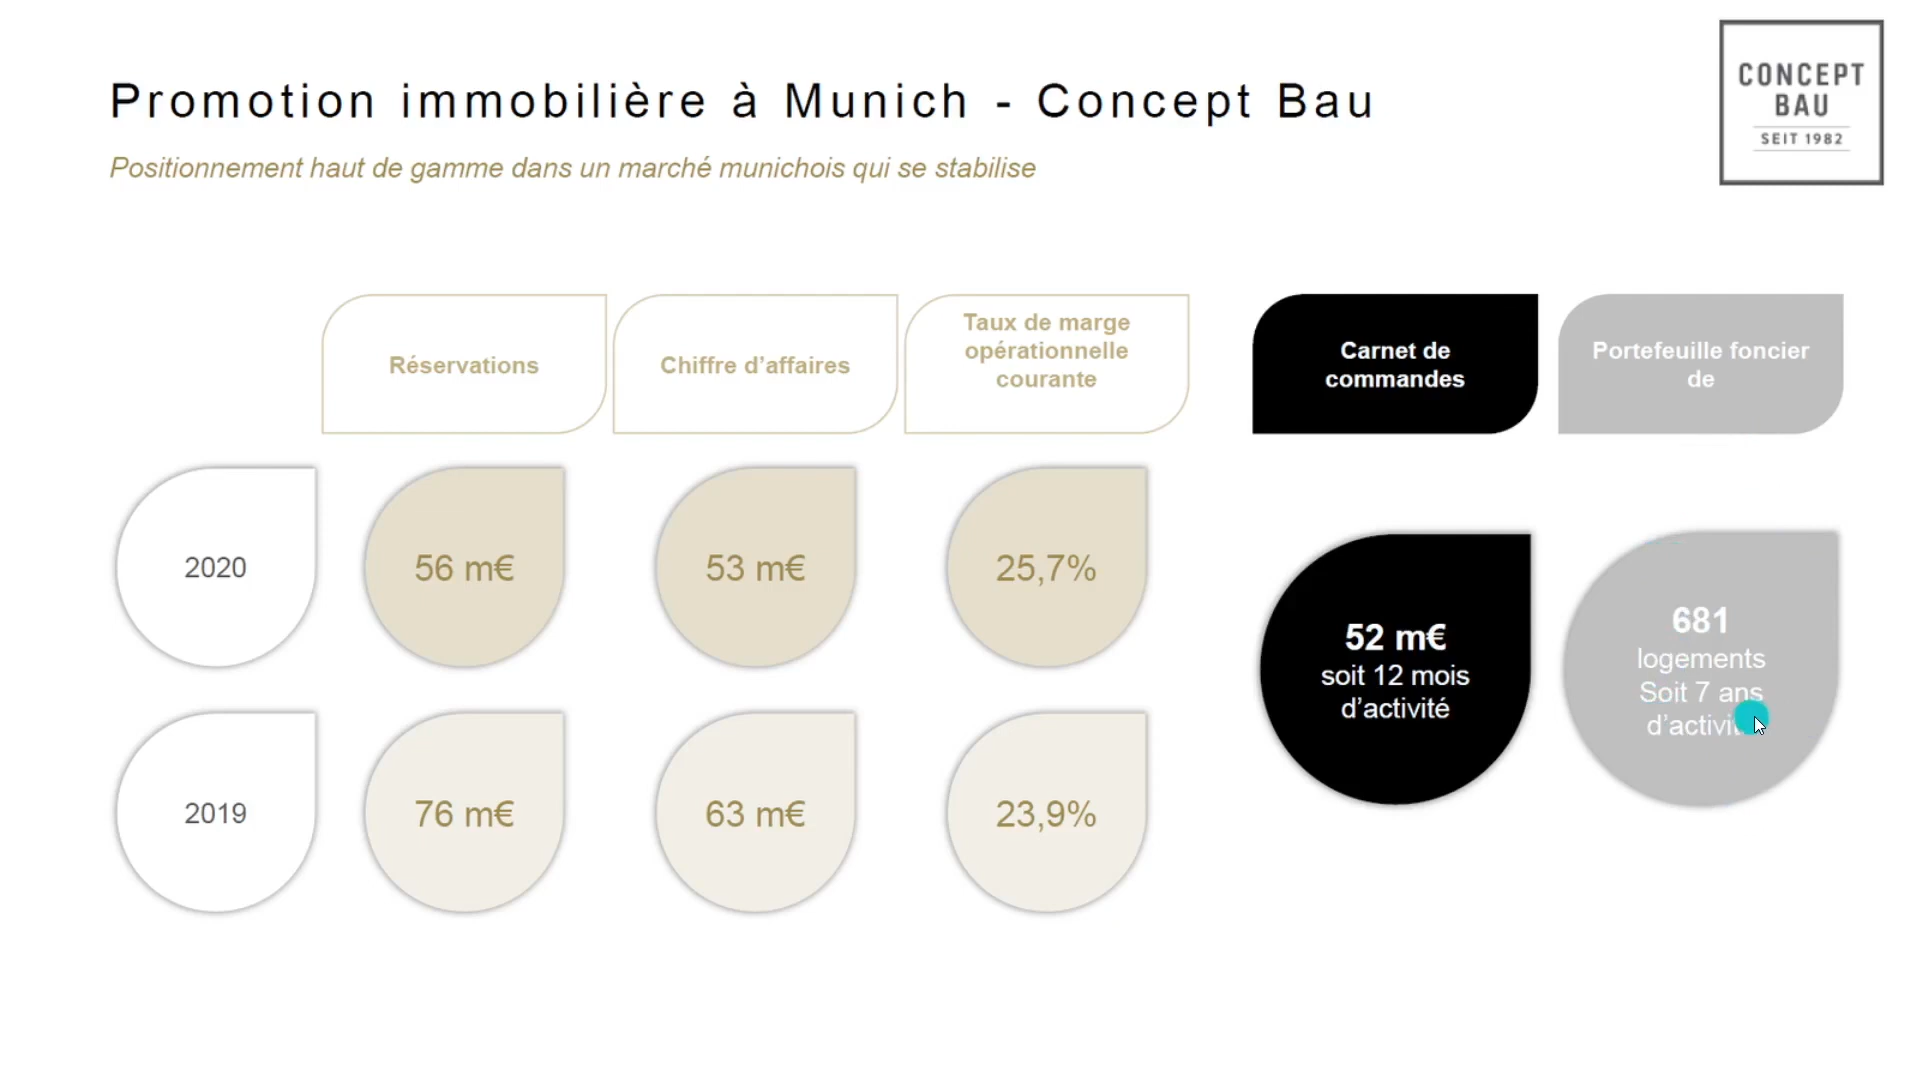 Promotion immobilière à Munich - Concept Bau
Positionnement haut de gamme dans un marché munichois qui se stabilise
CONCEPT
BAU
SEIT 1982
Réservations
Chiffre d’affaires
Taux de marge
opérationnelle
courante
Carnet de
commandes
Portefeuille foncier
de
2020
56 m€
53 m€
25,7%
52 m€
soit 12 mois
d’activité
681
logements
Soit 7 ans
2019
76 m€
63 m€
23,9%